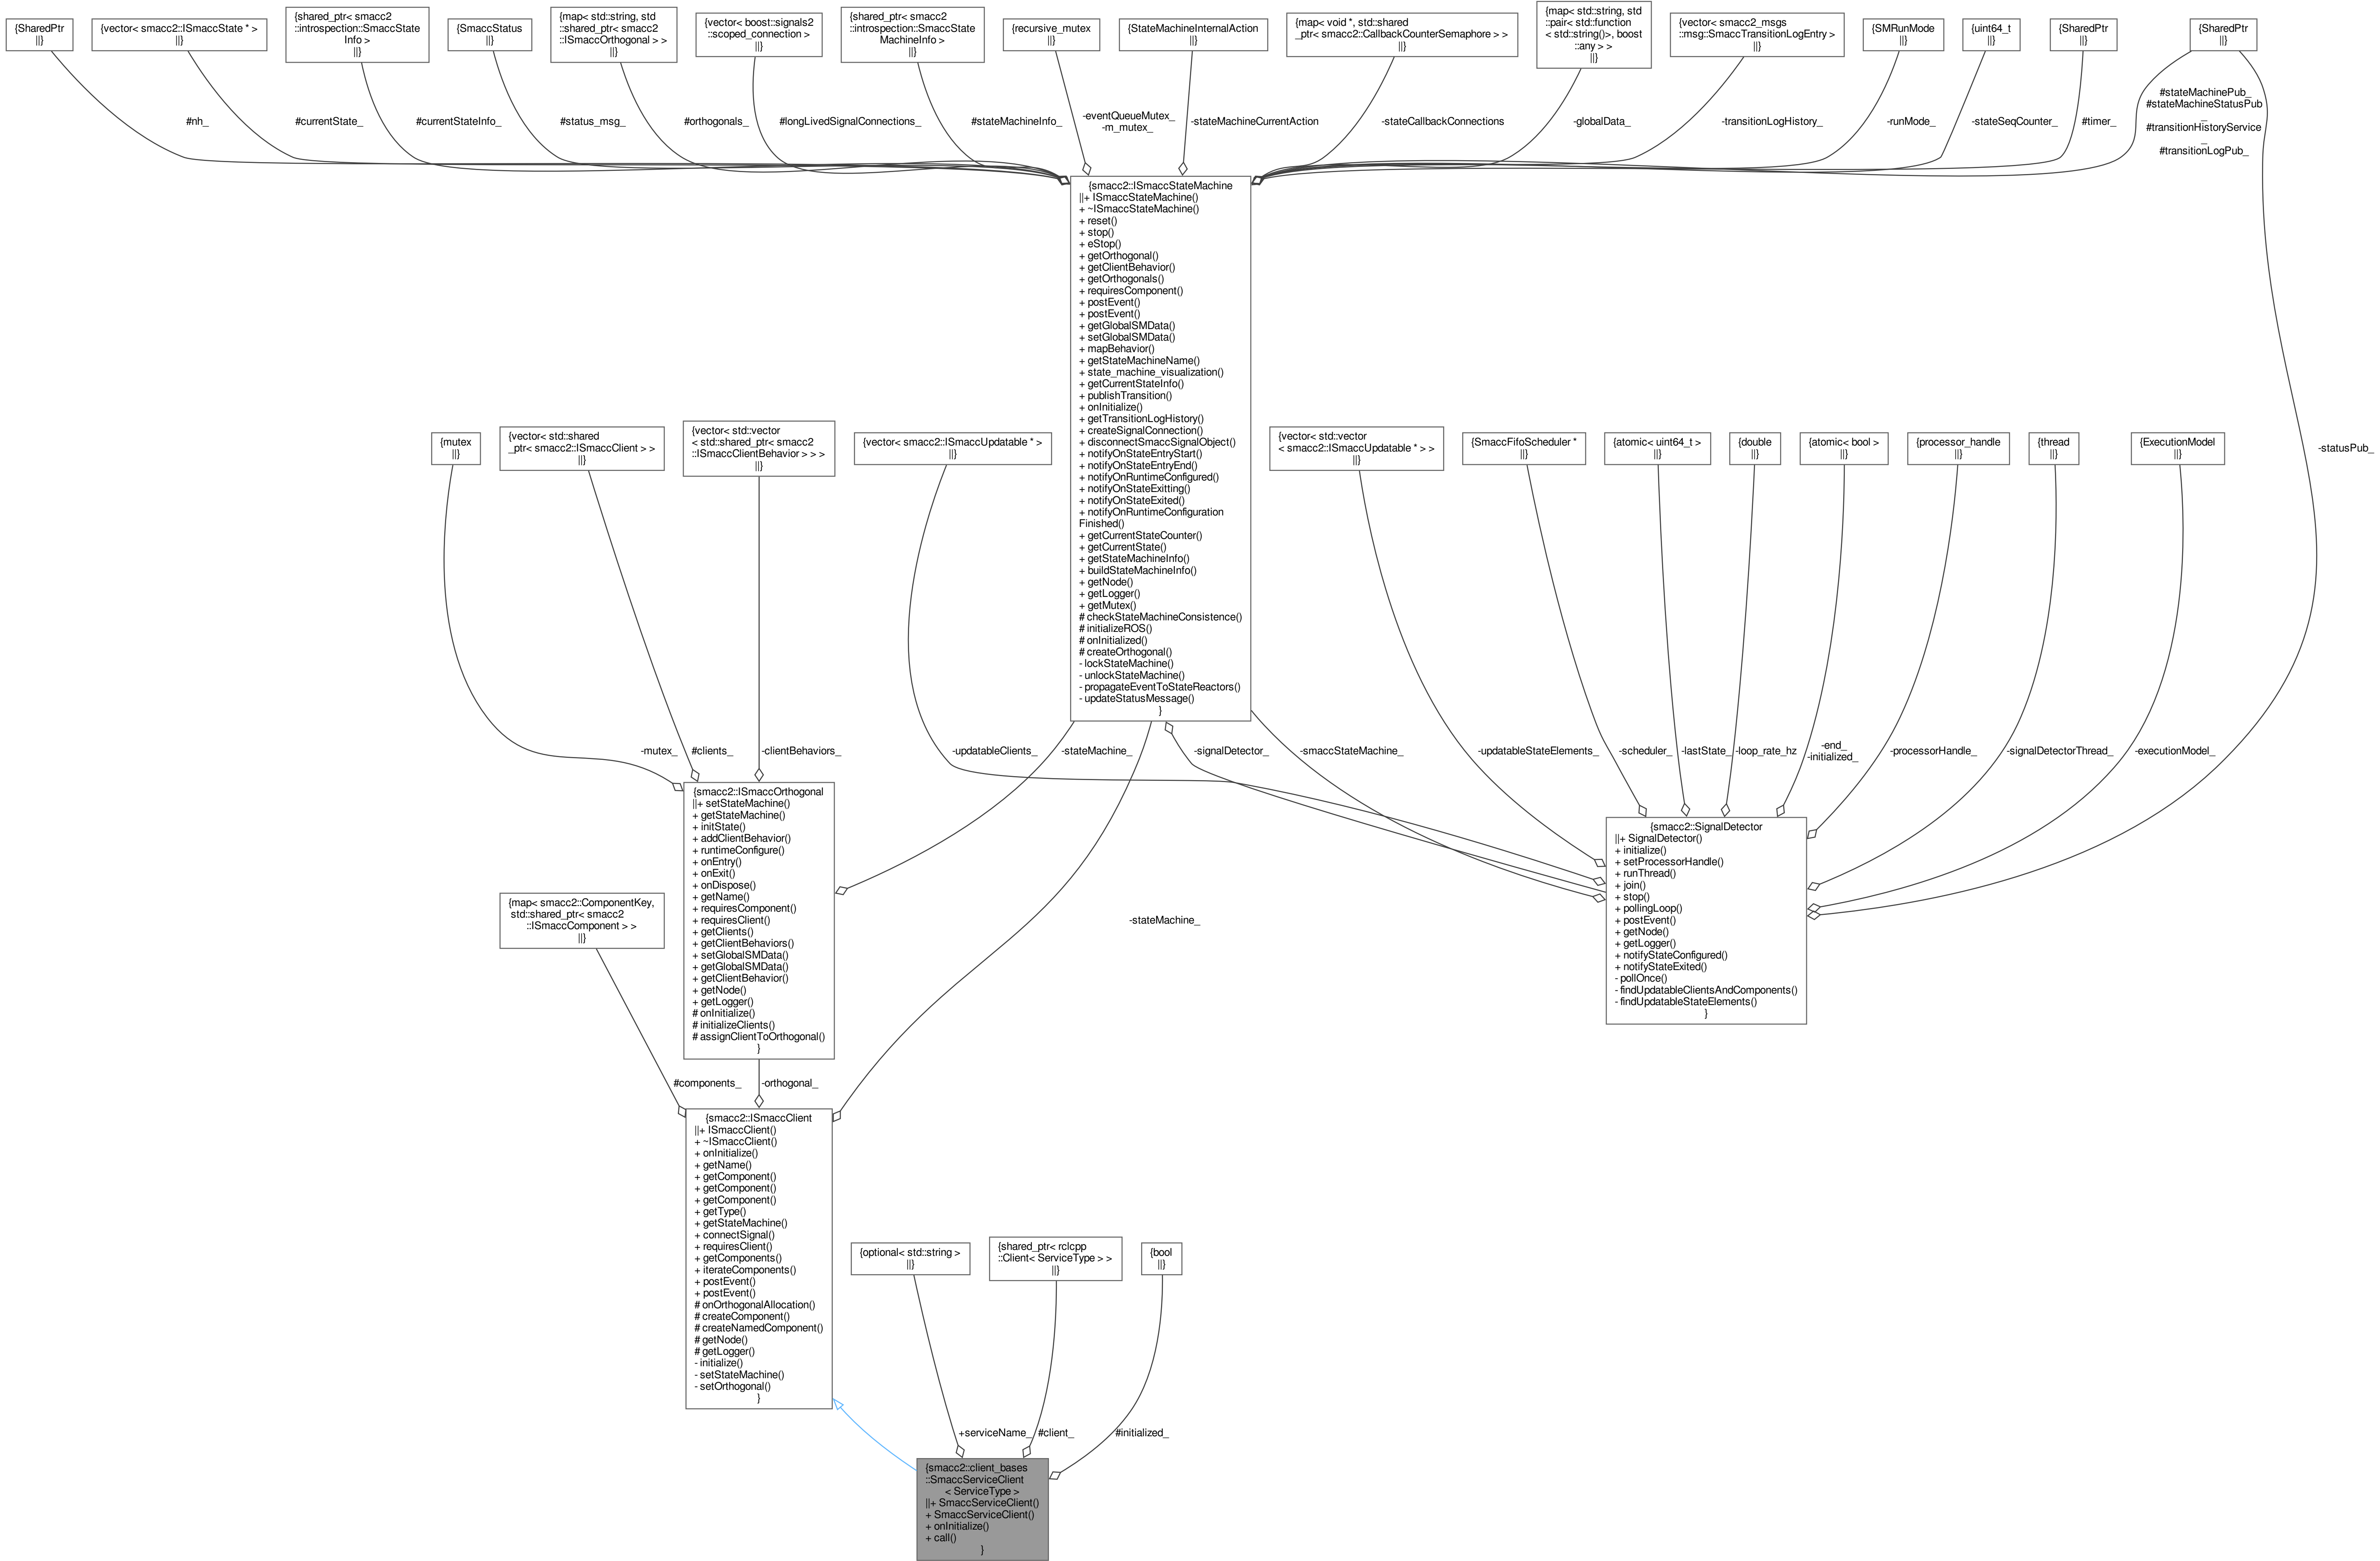 {SharedPtr
||}
{vector< smacc2::ISmaccState * >
||}
{shared_ptr< smacc2
::introspection::SmaccState
Info >
||}
{SmaccStatus
||}
{map< std::string, std
::shared_ptr< smacc2
::ISmaccOrthogonal > >
||}
{vector< boost::signals2
::scoped_connection >
||}
{shared_ptr< smacc2
::introspection::SmaccState
MachineInfo >
||}
{recursive_mutex
||}
{StateMachineInternalAction
||}
{map< void *, std::shared
_ptr< smacc2::CallbackCounterSemaphore > >
||}
{map< std::string, std
::pair< std::function
< std::string()>, boost
::any > >
||}
{vector< smacc2_msgs
::msg::SmaccTransitionLogEntry >
||}
{SMRunMode
||}
{uint64_t
||}
{SharedPtr
||}
{SharedPtr
||}
#nh_
#currentState_
#currentStateInfo_
#status_msg_
#orthogonals_
#longLivedSignalConnections_
#stateMachineInfo_
-eventQueueMutex_
-m_mutex_
-stateMachineCurrentAction
-stateCallbackConnections
-globalData_
-transitionLogHistory_
-runMode_
-stateSeqCounter_
#timer_
#stateMachinePub_
#stateMachineStatusPub
_
#transitionHistoryService
_
#transitionLogPub_
{smacc2::ISmaccStateMachine
||+ ISmaccStateMachine()
+ ~ISmaccStateMachine()
+ reset()
+ stop()
+ eStop()
+ getOrthogonal()
+ getClientBehavior()
+ getOrthogonals()
+ requiresComponent()
+ postEvent()
+ postEvent()
+ getGlobalSMData()
+ setGlobalSMData()
+ mapBehavior()
+ getStateMachineName()
+ state_machine_visualization()
+ getCurrentStateInfo()
+ publishTransition()
+ onInitialize()
+ getTransitionLogHistory()
+ createSignalConnection()
+ disconnectSmaccSignalObject()
+ notifyOnStateEntryStart()
+ notifyOnStateEntryEnd()
+ notifyOnRuntimeConfigured()
+ notifyOnStateExitting()
+ notifyOnStateExited()
+ notifyOnRuntimeConfiguration
Finished()
+ getCurrentStateCounter()
+ getCurrentState()
+ getStateMachineInfo()
+ buildStateMachineInfo()
+ getNode()
+ getLogger()
+ getMutex()
# checkStateMachineConsistence()
# initializeROS()
# onInitialized()
# createOrthogonal()
- lockStateMachine()
- unlockStateMachine()
- propagateEventToStateReactors()
- updateStatusMessage()
}
{mutex
||}
{vector< std::shared
_ptr< smacc2::ISmaccClient > >
||}
{vector< std::vector
< std::shared_ptr< smacc2
::ISmaccClientBehavior > > >
||}
{vector< smacc2::ISmaccUpdatable * >
||}
{vector< std::vector
< smacc2::ISmaccUpdatable * > >
||}
{SmaccFifoScheduler *
||}
{atomic< uint64_t >
||}
{double
||}
{atomic< bool >
||}
{processor_handle
||}
{thread
||}
{ExecutionModel
||}
-statusPub_
-mutex_
#clients_
-clientBehaviors_
-updatableClients_
-stateMachine_
-signalDetector_
-smaccStateMachine_
-updatableStateElements_
-scheduler_
-lastState_
-loop_rate_hz
-end_
-initialized_
-processorHandle_
-signalDetectorThread_
-executionModel_
{smacc2::ISmaccOrthogonal
||+ setStateMachine()
+ getStateMachine()
+ initState()
+ addClientBehavior()
+ runtimeConfigure()
+ onEntry()
+ onExit()
+ onDispose()
+ getName()
+ requiresComponent()
+ requiresClient()
+ getClients()
+ getClientBehaviors()
+ setGlobalSMData()
+ getGlobalSMData()
+ getClientBehavior()
+ getNode()
+ getLogger()
# onInitialize()
# initializeClients()
# assignClientToOrthogonal()
}
{smacc2::SignalDetector
||+ SignalDetector()
+ initialize()
+ setProcessorHandle()
+ runThread()
+ join()
+ stop()
+ pollingLoop()
+ postEvent()
+ getNode()
+ getLogger()
+ notifyStateConfigured()
+ notifyStateExited()
- pollOnce()
- findUpdatableClientsAndComponents()
- findUpdatableStateElements()
}
{map< smacc2::ComponentKey,
std::shared_ptr< smacc2
::ISmaccComponent > >
||}
-stateMachine_
#components_
-orthogonal_
{smacc2::ISmaccClient
||+ ISmaccClient()
+ ~ISmaccClient()
+ onInitialize()
+ getName()
+ getComponent()
+ getComponent()
+ getComponent()
+ getType()
+ getStateMachine()
+ connectSignal()
+ requiresClient()
+ getComponents()
+ iterateComponents()
+ postEvent()
+ postEvent()
# onOrthogonalAllocation()
# createComponent()
# createNamedComponent()
# getNode()
# getLogger()
- initialize()
- setStateMachine()
- setOrthogonal()
}
{optional< std::string >
||}
{shared_ptr< rclcpp
::Client< ServiceType > >
||}
{bool
||}
+serviceName_
#client_
#initialized_
{smacc2::client_bases
::SmaccServiceClient
< ServiceType >
||+ SmaccServiceClient()
+ SmaccServiceClient()
+ onInitialize()
+ call()
}